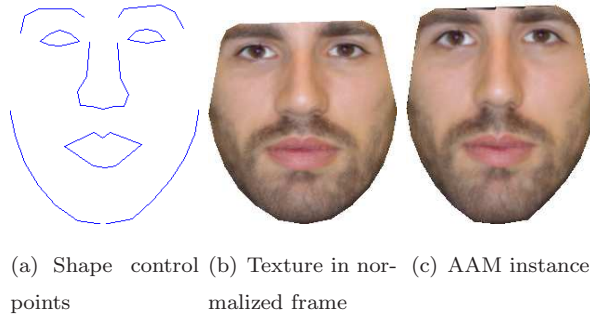 (a) Shape control
points
(b) Texture in nor-
malized frame
(c) AAM instance